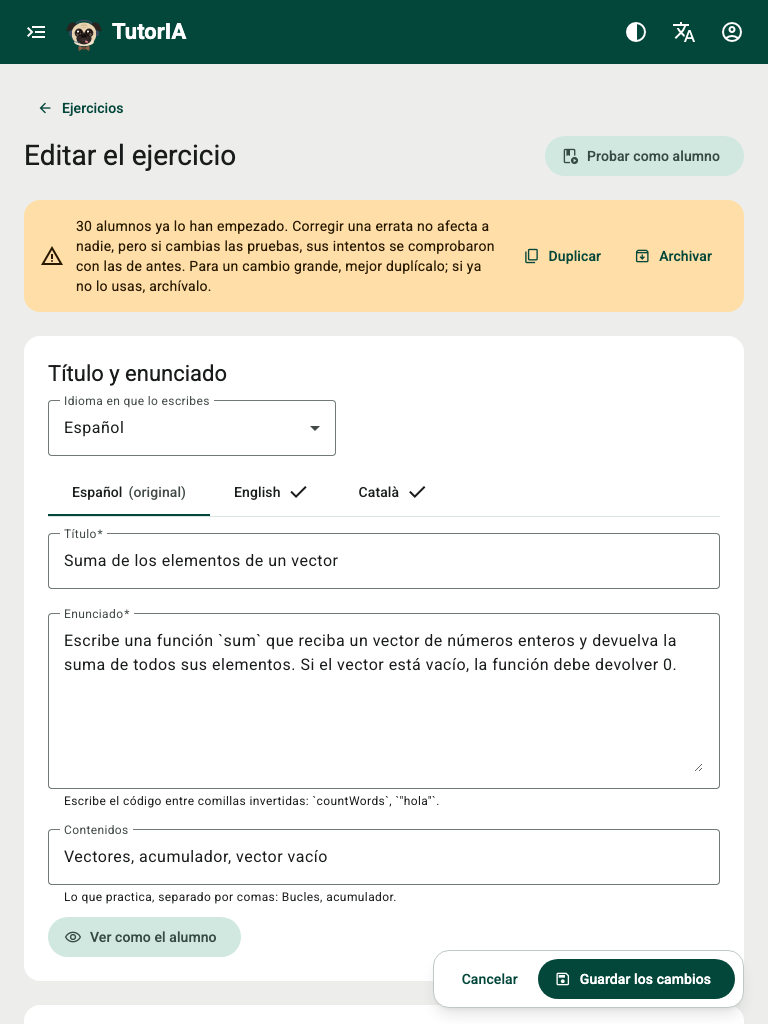 TutorIA
Ejercicios
Editar el ejercicio
Probar como alumno
30 alumnos ya lo han empezado. Corregir una errata no afecta a
nadie, pero si cambias las pruebas, sus intentos se comprobaron
con las de antes. Para un cambio grande, mejor duplícalo; si ya
no lo usas, archívalo.
Duplicar
Archivar
Título y enunciado
Idioma en que lo escribes
Español
Español (original)
English
Català
Título*
Suma de los elementos de un vector
Enunciado*
Escribe una función `sum` que reciba un vector de números enteros y devuelva la
suma de todos sus elementos. Si el vector está vacío, la función debe devolver 0.
Escribe el código entre comillas invertidas: `countWords`, `"hola"`.
Contenidos
Vectores, acumulador, vector vacío
Lo que practica, separado por comas: Bucles, acumulador.
Ver como el alumno
Cancelar
Guardar los cambios